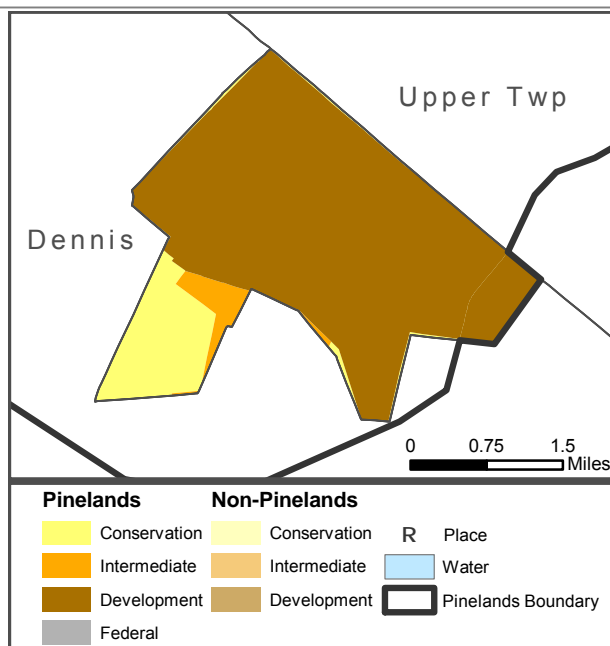 Upper Twp
Dennis
0 0.75 1.5
Miles
Pinelands Non-Pinelands
Conservation Conservation R Place
Intermediate Intermediate Water
Development Development Pinelands Boundary
Federal